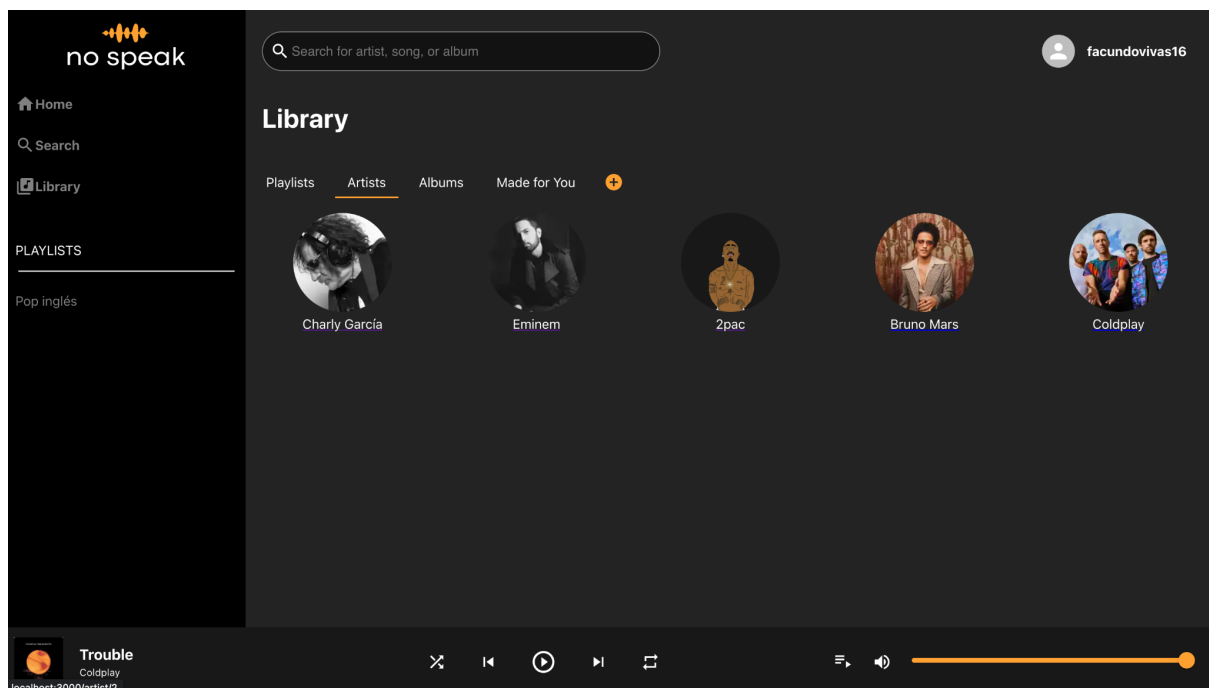 no speak
Search for artist, song, or album
facundovivas16
Home
Search
Library
PLAYLISTS
Pop inglés
Library
Playlists Artists Albums Made for You
Charly García Eminem 2pac Bruno Mars Coldplay
Trouble
Coldplay
localhost:3000/artist/2